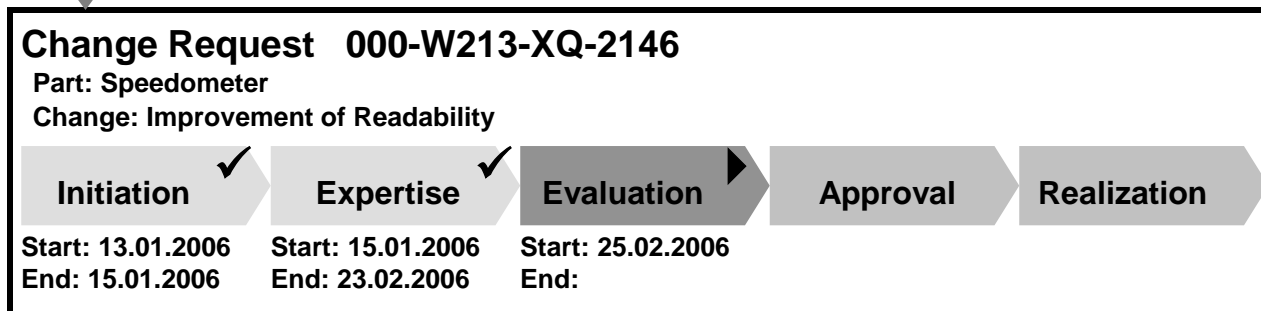 Change Request 000-W213-XQ-2146
Part: Speedometer
Change: Improvement of Readability
Initiation Expertise Evaluation Approval Realization
Start: 13.01.2006 Start: 15.01.2006 Start: 25.02.2006
End: 15.01.2006 End: 23.02.2006 End: